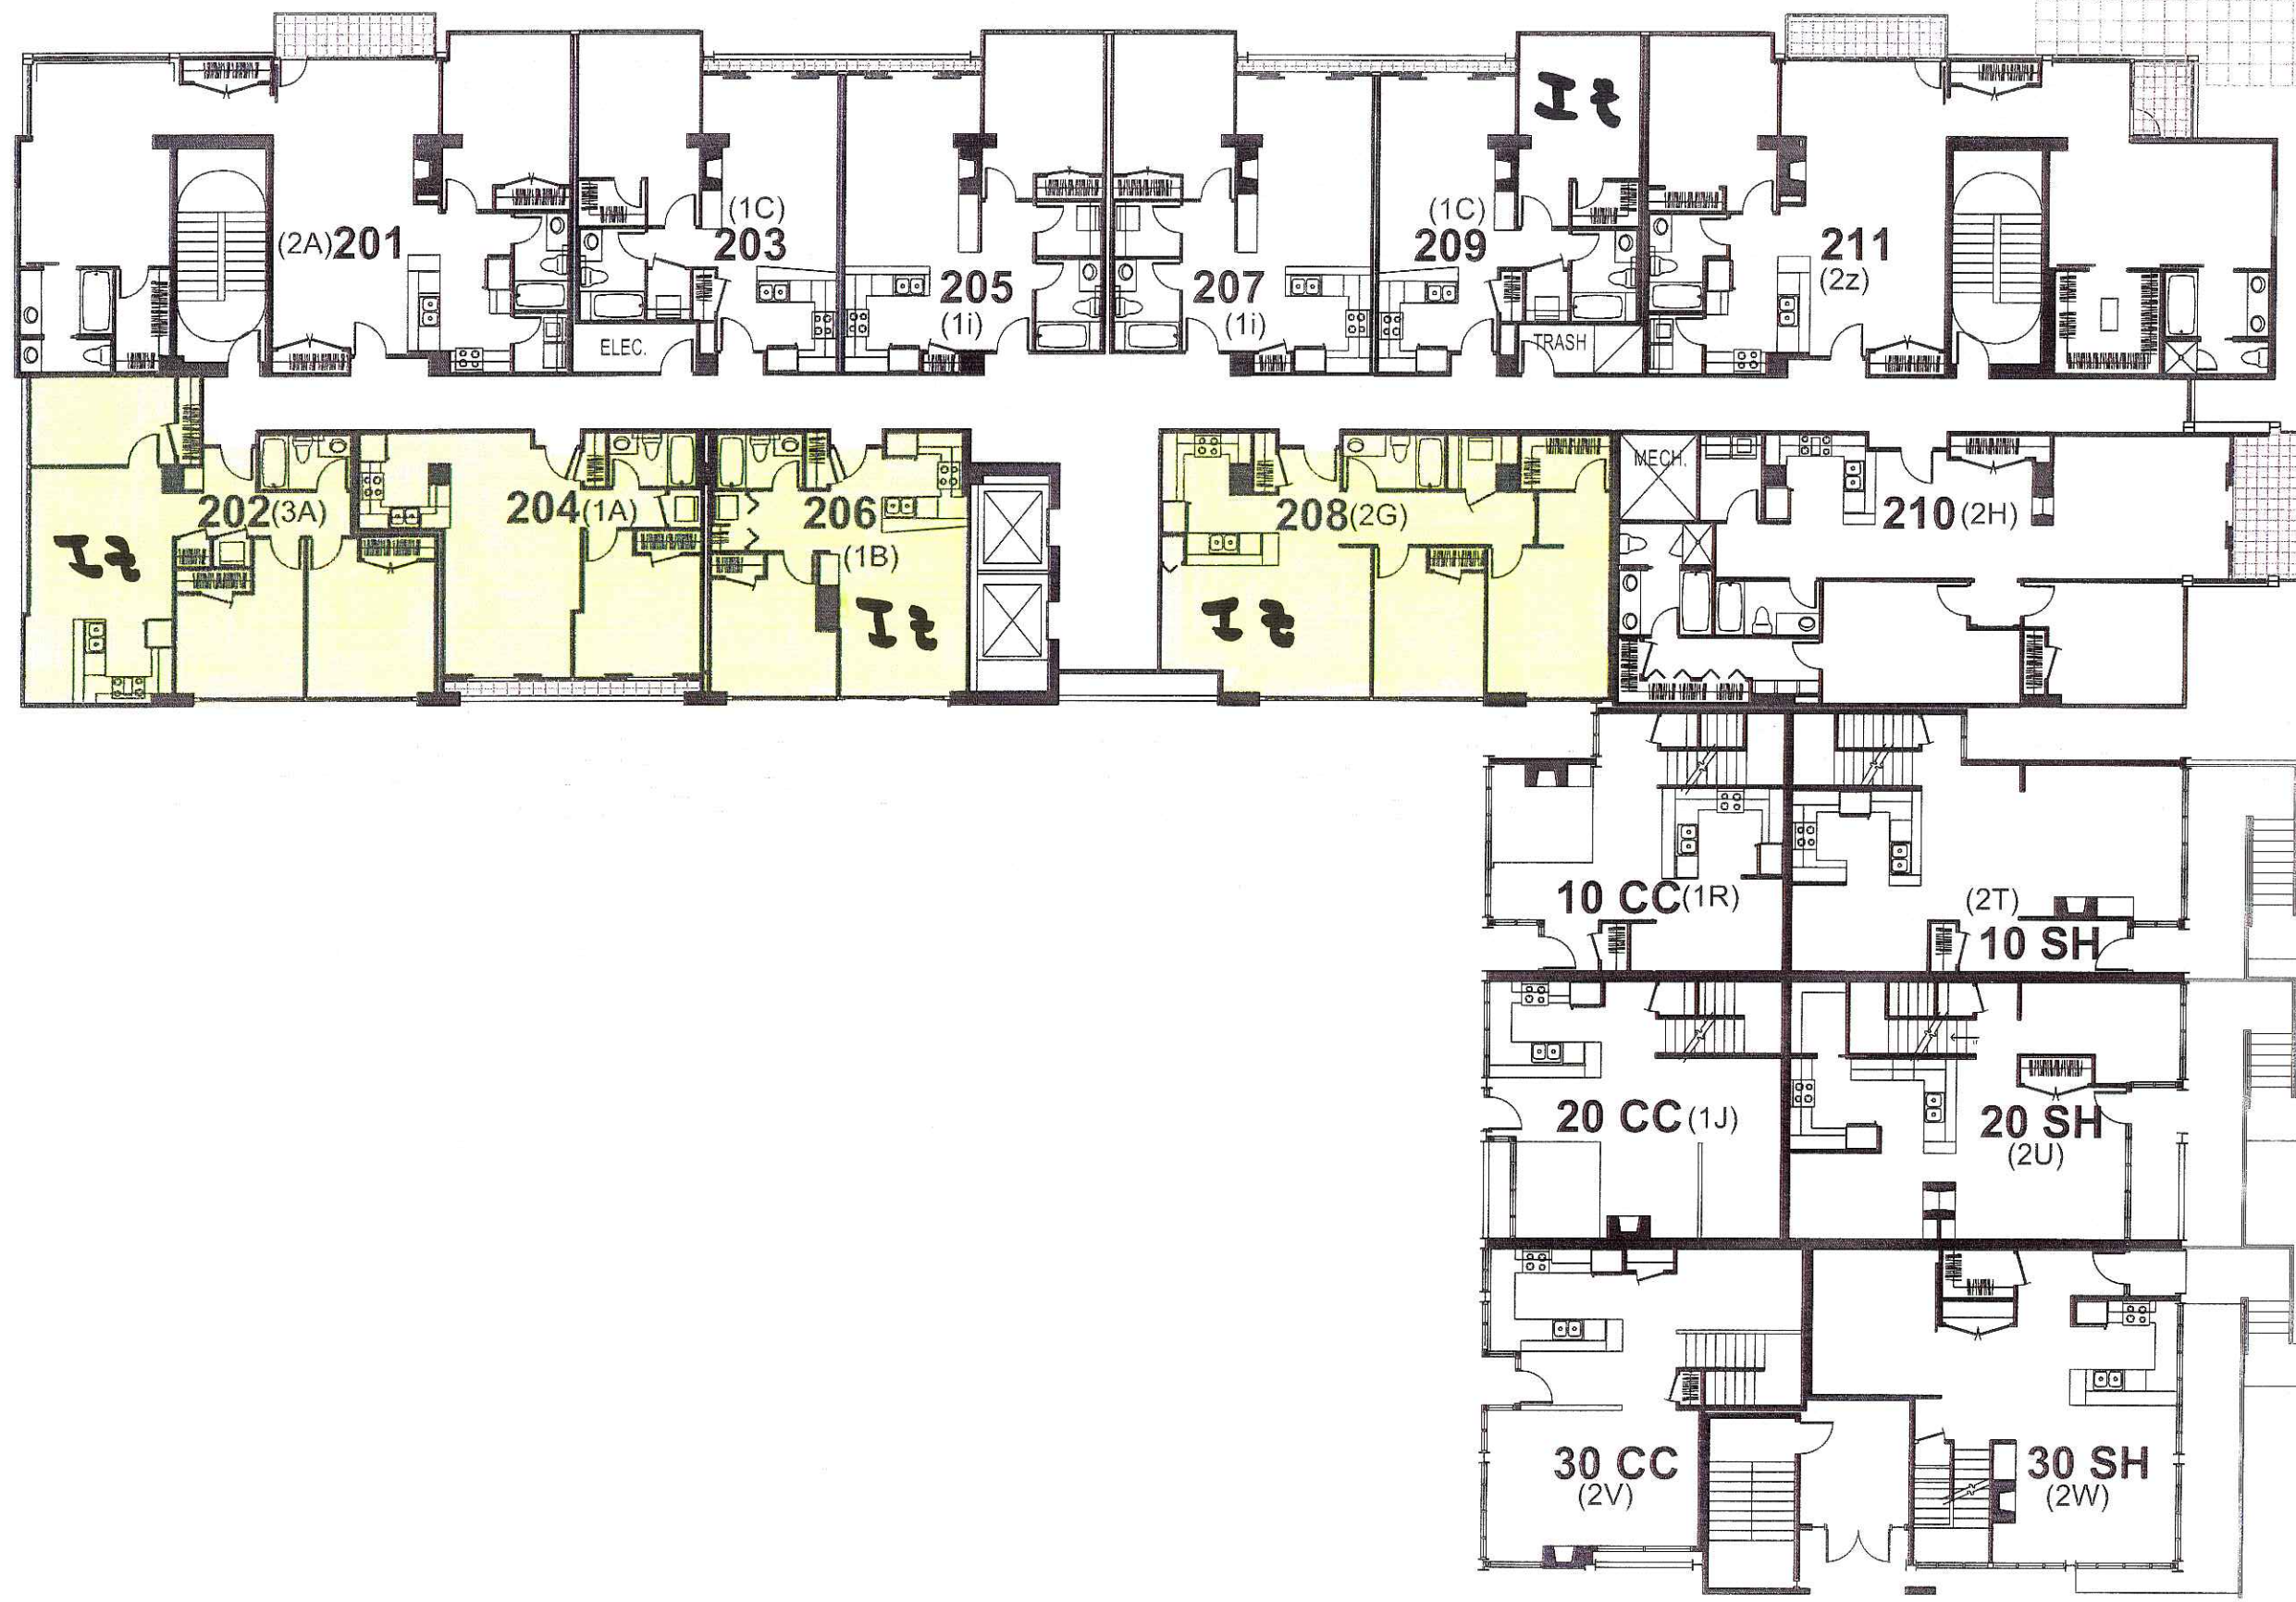 (2A) 201
(1C)
203
205
(1i)
207
(1i)
(1C)
209
211
(2z)
ELEC.
TRASH
202 (3A)
204 (1A)
206
(1B)
208 (2G)
MECH.
210 (2H)
10 CC (1R)
(2T)
10 SH
20 CC (1J)
20 SH
(2U)
30 CC
(2V)
30 SH
(2W)